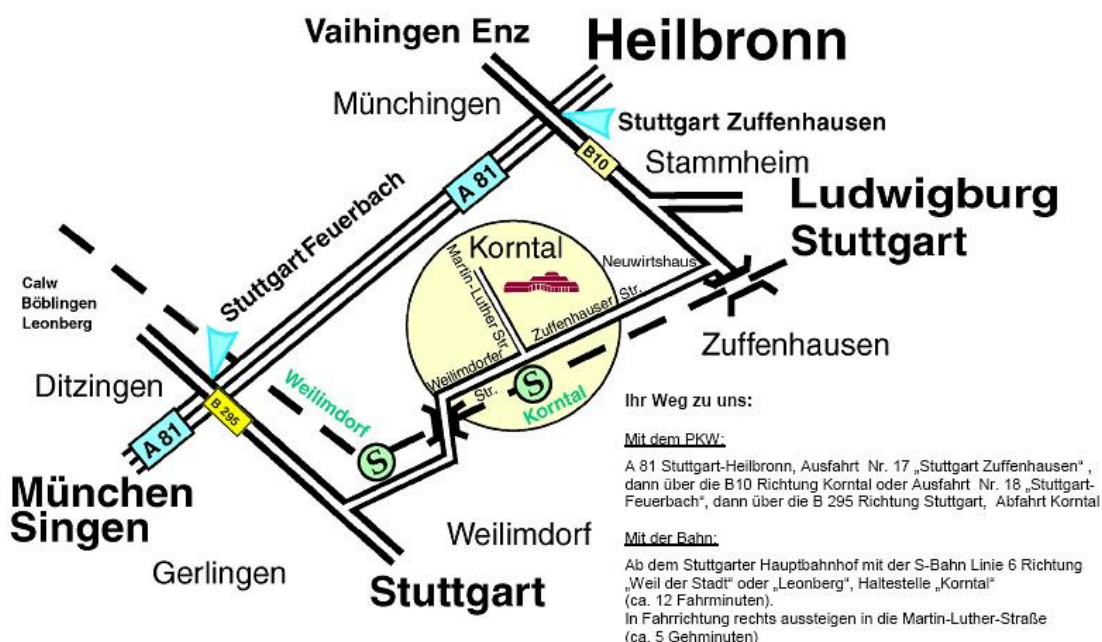 Vaihingen Enz
Heilbronn
Münchingen
Stuttgart Zuffenhausen
B10
Stammheim
A 81
Ludwigburg
Stuttgart
Stuttgart Feuerbach
Korntal
Martin-Luther Str.
Neuwirtshaus
Zuffenhauser Str.
Calw
Böblingen
Leonberg
Zuffenhausen
Weilimdorfer Str.
Ditzingen
Weilimdorf
S
Korntal
B 295
A 81
S
München
Singen
Weilimdorf
Gerlingen
Stuttgart
Ihr Weg zu uns:
Mit dem PKW:
A 81 Stuttgart-Heilbronn, Ausfahrt Nr. 17 „Stuttgart Zuffenhausen“ ,
dann über die B10 Richtung Korntal oder Ausfahrt Nr. 18 „Stuttgart-
Feuerbach“, dann über die B 295 Richtung Stuttgart, Abfahrt Korntal
Mit der Bahn:
Ab dem Stuttgarter Hauptbahnhof mit der S-Bahn Linie 6 Richtung
„Weil der Stadt“ oder „Leonberg“, Haltestelle „Korntal“
(ca. 12 Fahrminuten).
In Fahrrichtung rechts aussteigen in die Martin-Luther-Straße
(ca. 5 Gehminuten)